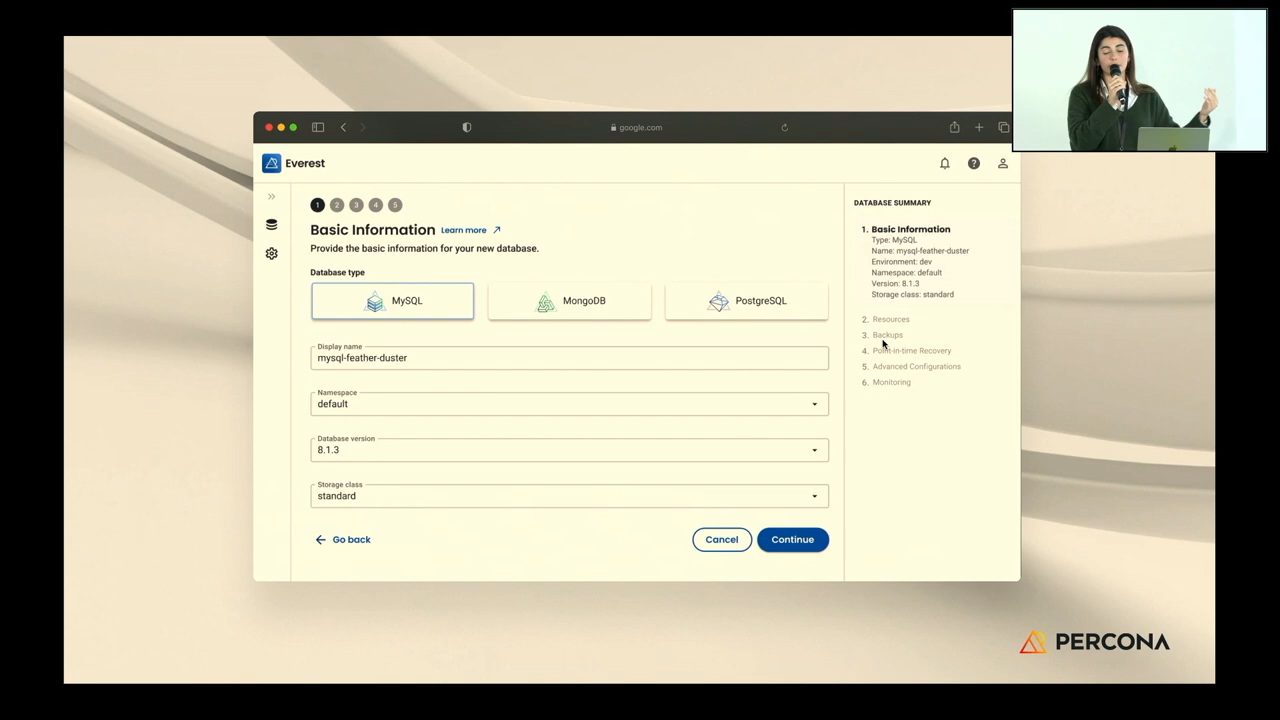 google.com
Everest
1 2 3 4 5
Basic Information Learn more
Provide the basic information for your new database.
Database type
MySQL MongoDB PostgreSQL
Display name
mysql-feather-duster
Namespace
default
Database version
8.1.3
Storage class
standard
Go back Cancel Continue
DATABASE SUMMARY
1. Basic Information
Type: MySQL
Name: mysql-feather-duster
Environment: dev
Namespace: default
Version: 8.1.3
Storage class: standard
2. Resources
3. Backups
4. Point-in-time Recovery
5. Advanced Configurations
6. Monitoring
PERCONA